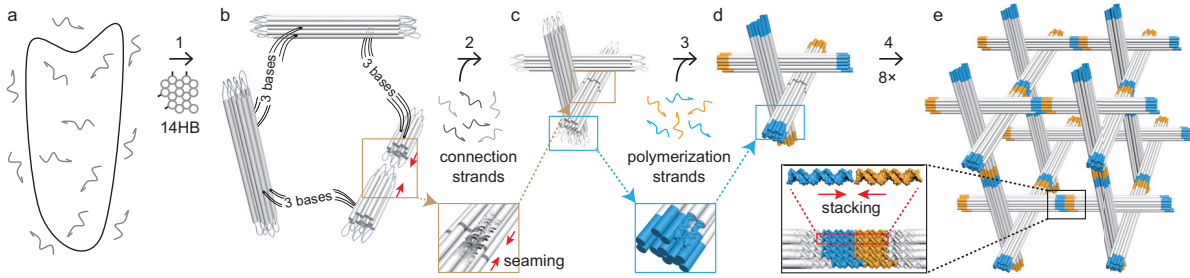 a
1
14HB
b
3 bases
3 bases
3 bases
2
connection
strands
c
seaming
3
polymerization
strands
d
stacking
4
8×
e